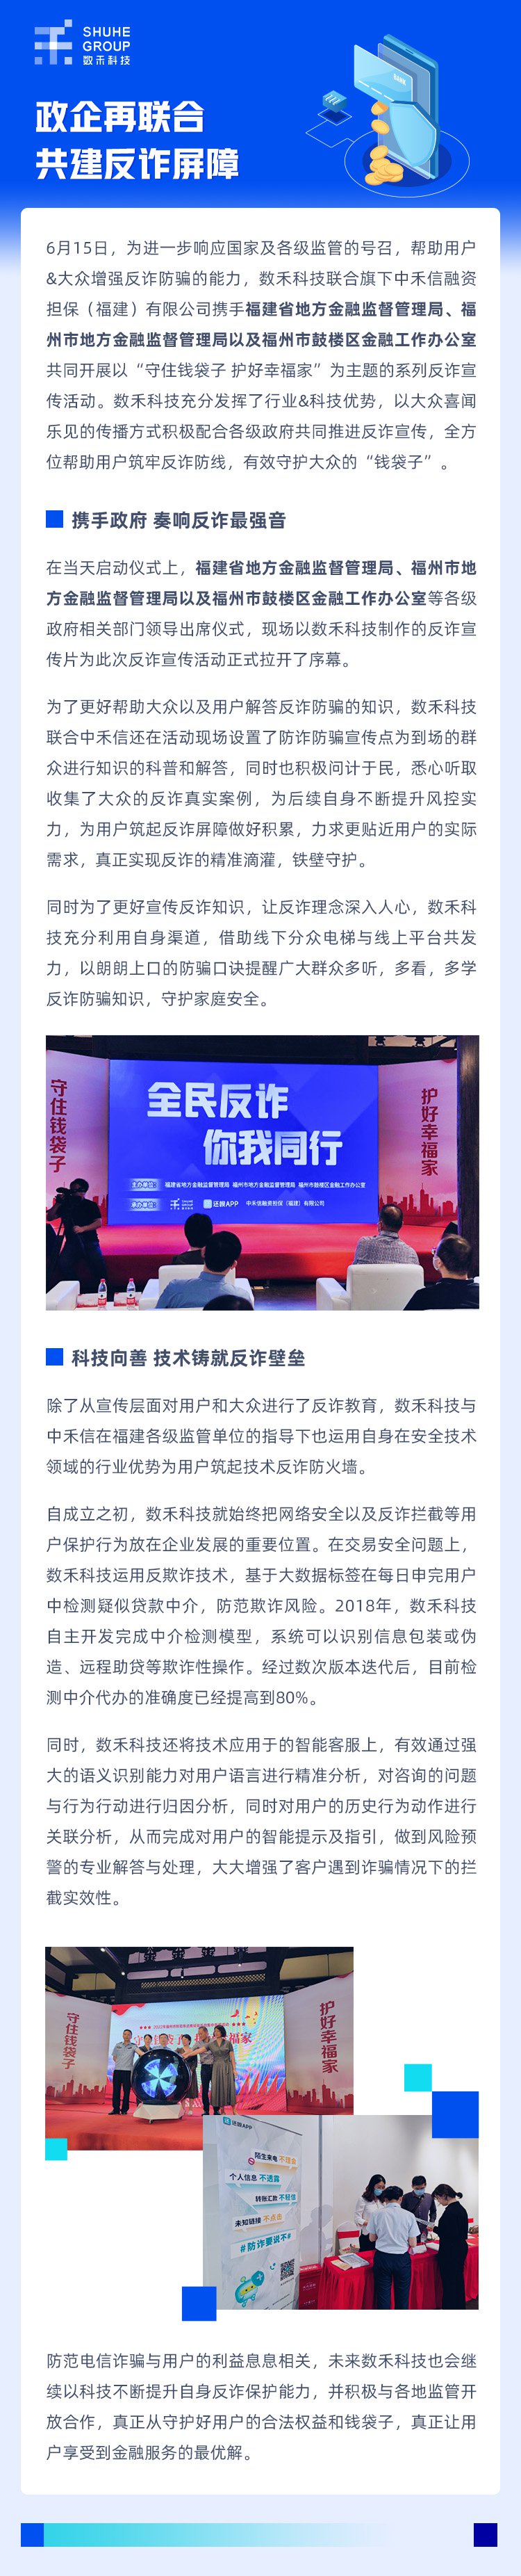 SHUHE
GROUP
数禾科技
BANK
政企再联合
共建反诈屏障
6月15日，为进一步响应国家及各级监管的号召，帮助用户
&大众增强反诈防骗的能力，数禾科技联合旗下中禾信融资
担保（福建）有限公司携手福建省地方金融监督管理局、福
州市地方金融监督管理局以及福州市鼓楼区金融工作办公室
共同开展以“守住钱袋子 护好幸福家”为主题的系列反诈宣
传活动。数禾科技充分发挥了行业&科技优势，以大众喜闻
乐见的传播方式积极配合各级政府共同推进反诈宣传，全方
位帮助用户筑牢反诈防线，有效守护大众的“钱袋子”。
携手政府 奏响反诈最强音
在当天启动仪式上，福建省地方金融监督管理局、福州市地
方金融监督管理局以及福州市鼓楼区金融工作办公室等各级
政府相关部门领导出席仪式，现场以数禾科技制作的反诈宣
传片为此次反诈宣传活动正式拉开了序幕。
为了更好帮助大众以及用户解答反诈防骗的知识，数禾科技
联合中禾信还在活动现场设置了防诈防骗宣传点为到场的群
众进行知识的科普和解答，同时也积极问计于民，悉心听取
收集了大众的反诈真实案例，为后续自身不断提升风控实
力，为用户筑起反诈屏障做好积累，力求更贴近用户的实际
需求，真正实现反诈的精准滴灌，铁壁守护。
同时为了更好宣传反诈知识，让反诈理念深入人心，数禾科
技充分利用自身渠道，借助线下分众电梯与线上平台共发
力，以朗朗上口的防骗口诀提醒广大群众多听，多看，多学
反诈防骗知识，守护家庭安全。
守住钱袋子
全民反诈
你我同行
护好幸福家
主办单位： 福建省地方金融监督管理局 福州市地方金融监督管理局 福州市鼓楼区金融工作办公室
承办单位： 还呗APP 中禾信融资担保（福建）有限公司
科技向善 技术铸就反诈壁垒
除了从宣传层面对用户和大众进行了反诈教育，数禾科技与
中禾信在福建各级监管单位的指导下也运用自身在安全技术
领域的行业优势为用户筑起技术反诈防火墙。
自成立之初，数禾科技就始终把网络安全以及反诈拦截等用
户保护行为放在企业发展的重要位置。在交易安全问题上，
数禾科技运用反欺诈技术，基于大数据标签在每日申完用户
中检测疑似贷款中介，防范欺诈风险。2018年，数禾科技
自主开发完成中介检测模型，系统可以识别信息包装或伪
造、远程助贷等欺诈性操作。经过数次版本迭代后，目前检
测中介代办的准确度已经提高到80%。
同时，数禾科技还将技术应用于的智能客服上，有效通过强
大的语义识别能力对用户语言进行精准分析，对咨询的问题
与行为行动进行归因分析，同时对用户的历史行为动作进行
关联分析，从而完成对用户的智能提示及指引，做到风险预
警的专业解答与处理，大大增强了客户遇到诈骗情况下的拦
截实效性。
守住钱袋子
护好幸福家
还呗APP
陌生来电 不理会
个人信息 不透露
转账汇款 不轻信
未知链接 不点击
#防诈要说不#
防范电信诈骗与用户的利益息息相关，未来数禾科技也会继
续以科技不断提升自身反诈保护能力，并积极与各地监管开
放合作，真正从守护好用户的合法权益和钱袋子，真正让用
户享受到金融服务的最优解。